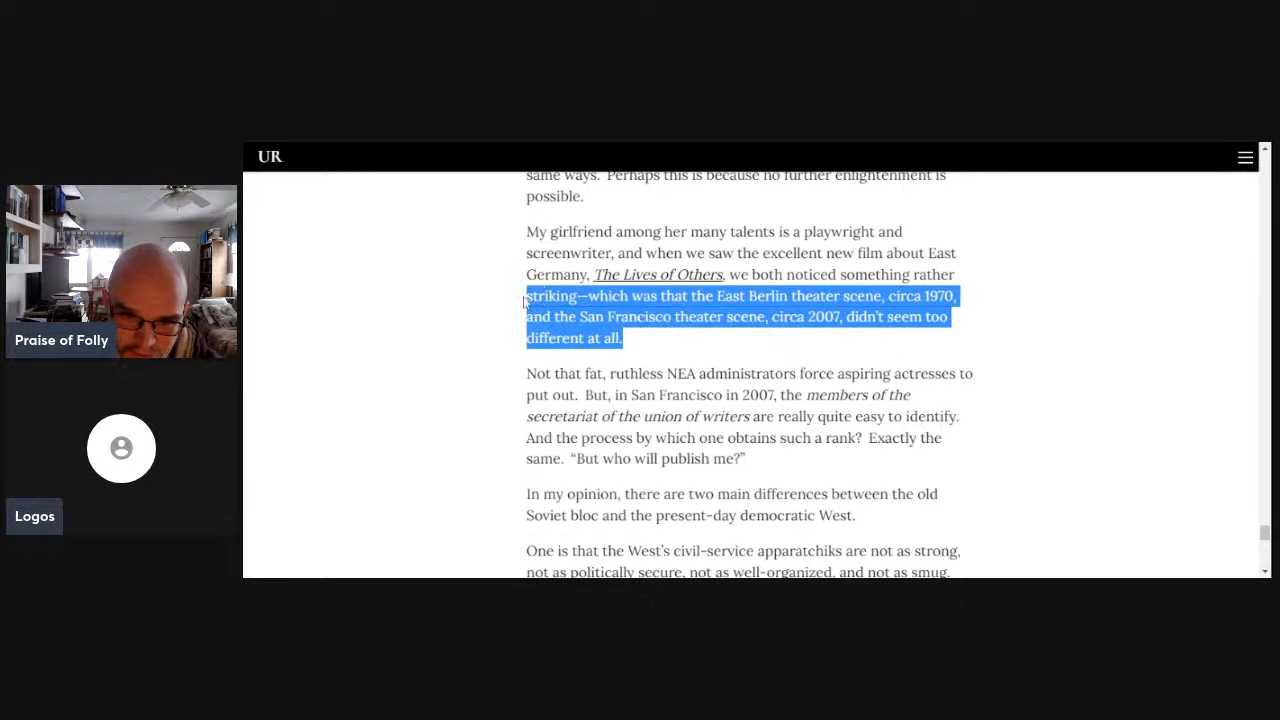 UR
same ways. Perhaps this is because no further enlightenment is
possible.
My girlfriend among her many talents is a playwright and
screenwriter, and when we saw the excellent new film about East
Germany, The Lives of Others, we both noticed something rather
striking—which was that the East Berlin theater scene, circa 1970,
and the San Francisco theater scene, circa 2007, didn't seem too
different at all.
Not that fat, ruthless NEA administrators force aspiring actresses to
put out. But, in San Francisco in 2007, the members of the
secretariat of the union of writers are really quite easy to identify.
And the process by which one obtains such a rank? Exactly the
same. “But who will publish me?”
In my opinion, there are two main differences between the old
Soviet bloc and the present-day democratic West.
One is that the West's civil-service apparatchiks are not as strong,
not as politically secure, not as well-organized, and not as smug.
Praise of Folly
Logos